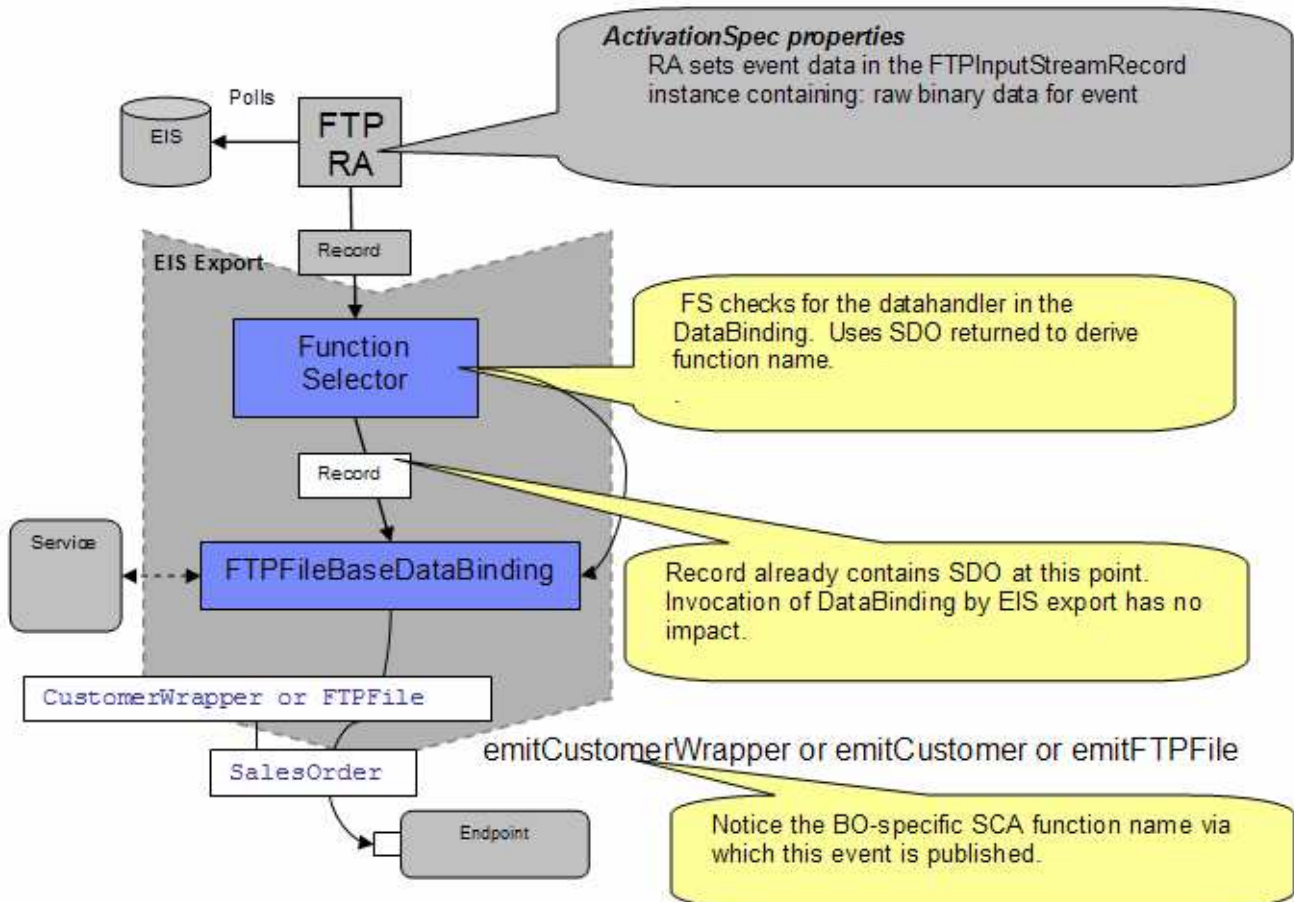 ActivationSpec properties
RA sets event data in the FTPInputStreamRecord
instance containing: raw binary data for event
Polls
EIS
FTP
RA
Record
EIS Export
Function
Selector
FS checks for the datahandler in the
DataBinding.  Uses SDO returned to derive
function name.
.
Record
Service
FTPFileBaseDataBinding
Record already contains SDO at this point.
Invocation of DataBinding by EIS export has no
impact.
CustomerWrapper or FTPFile
SalesOrder
emitCustomerWrapper or emitCustomer or emitFTPFile
Endpoint
Notice the BO-specific SCA function name via
which this event is published.